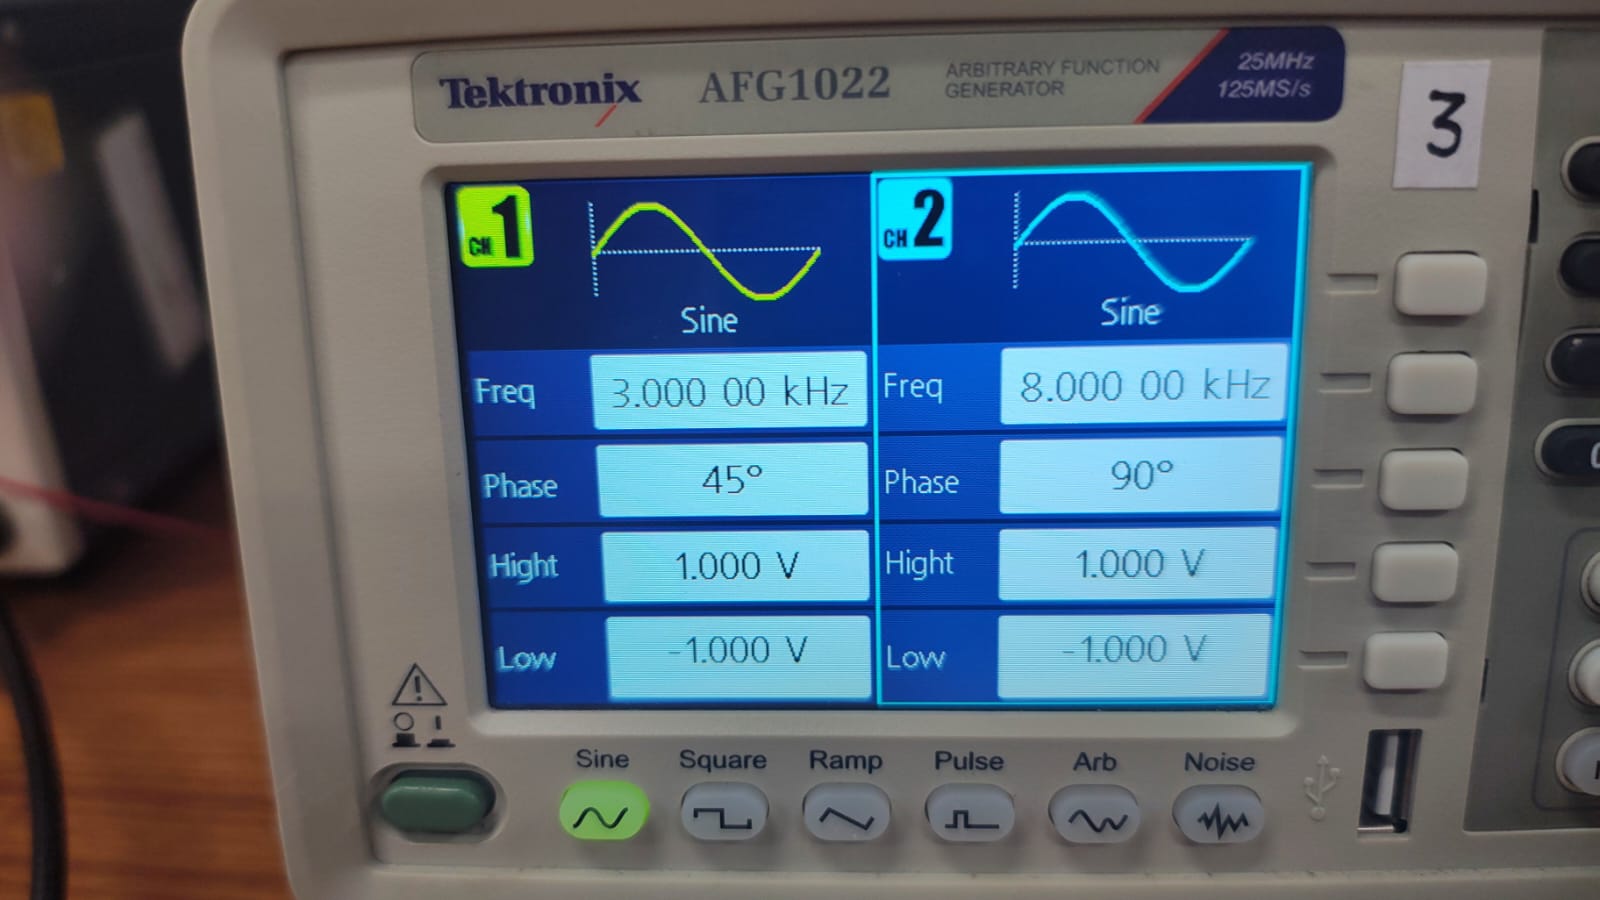 Tektronix AFG1022 ARBITRARY FUNCTION GENERATOR
25MHz
125MS/s
3
CH 1
Sine
Freq 3.000 00 kHz
Phase 45°
Hight 1.000 V
Low -1.000 V
CH 2
Sine
Freq 8.000 00 kHz
Phase 90°
Hight 1.000 V
Low -1.000 V
Sine Square Ramp Pulse Arb Noise